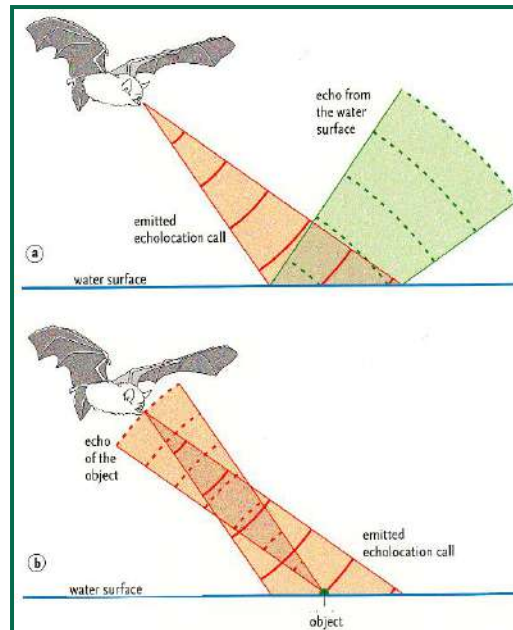 echo from
the water
surface
emitted
echolocation call
a
water surface
echo
of the
object
emitted
echolocation call
b
water surface
object